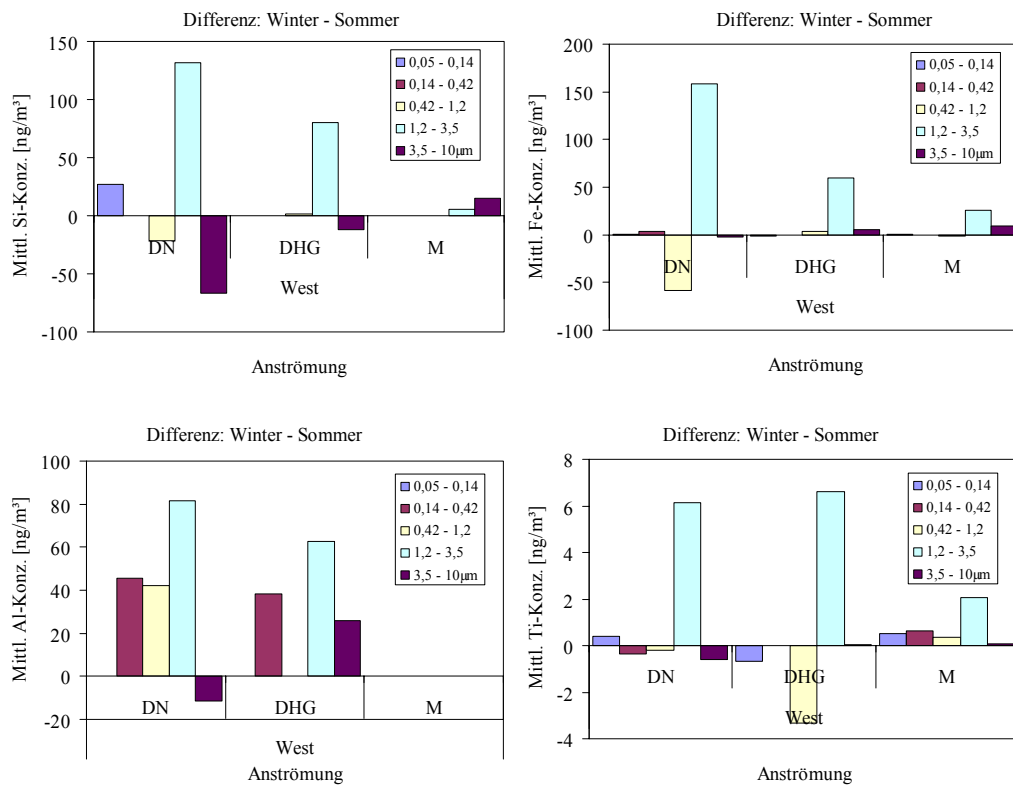 Differenz: Winter - Sommer
Mittl. Si-Konz. [ng/m³]
150
100
50
0
-50
-100
0,05 - 0,14
0,14 - 0,42
0,42 - 1,2
1,2 - 3,5
3,5 - 10µm
DN
DHG
M
West
Anströmung
Differenz: Winter - Sommer
Mittl. Fe-Konz. [ng/m³]
200
150
100
50
0
-50
-100
0,05 - 0,14
0,14 - 0,42
0,42 - 1,2
1,2 - 3,5
3,5 - 10µm
DN
DHG
M
West
Anströmung
Differenz: Winter - Sommer
Mittl. Al-Konz. [ng/m³]
100
80
60
40
20
0
-20
0,05 - 0,14
0,14 - 0,42
0,42 - 1,2
1,2 - 3,5
3,5 - 10µm
DN
DHG
M
West
Anströmung
Differenz: Winter - Sommer
Mittl. Ti-Konz. [ng/m³]
8
6
4
2
0
-2
-4
0,05 - 0,14
0,14 - 0,42
0,42 - 1,2
1,2 - 3,5
3,5 - 10µm
DN
DHG
M
West
Anströmung